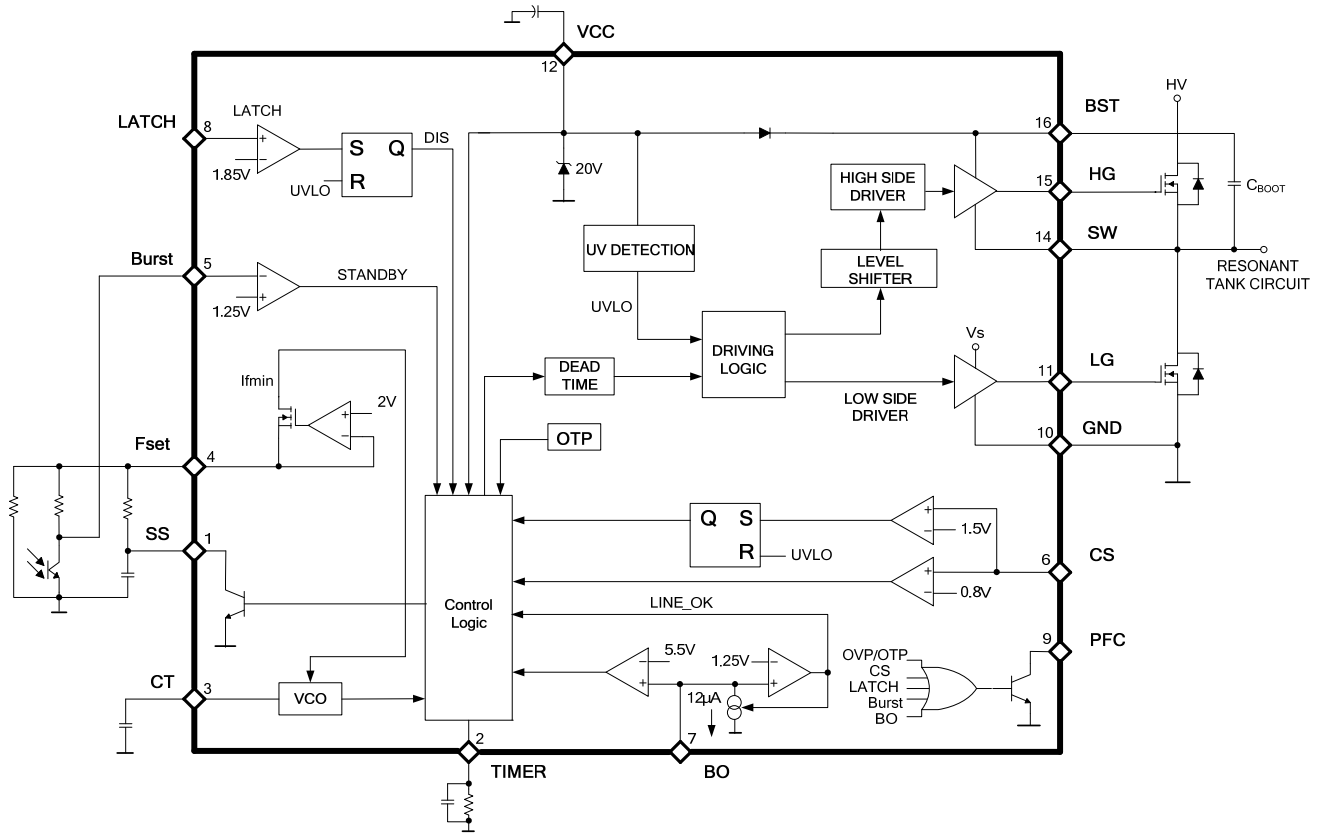 VCC
12
BST
16
HV
LATCH
8
LATCH
1.85V
S Q
R
UVLO
DIS
20V
HIGH SIDE
DRIVER
HG
15
CBOOT
SW
14
RESONANT
TANK CIRCUIT
UV DETECTION
LEVEL
SHIFTER
Burst
5
1.25V
STANDBY
UVLO
DRIVING
LOGIC
Vs
LG
11
DEAD
TIME
LOW SIDE
DRIVER
Ifmin
2V
GND
10
OTP
Fset
4
SS
1
Q S
R
UVLO
1.5V
CS
6
0.8V
Control
Logic
LINE_OK
PFC
9
5.5V
1.25V
12µA
OVP/OTP
CS
LATCH
Burst
BO
CT
3
VCO
2
TIMER
7
BO